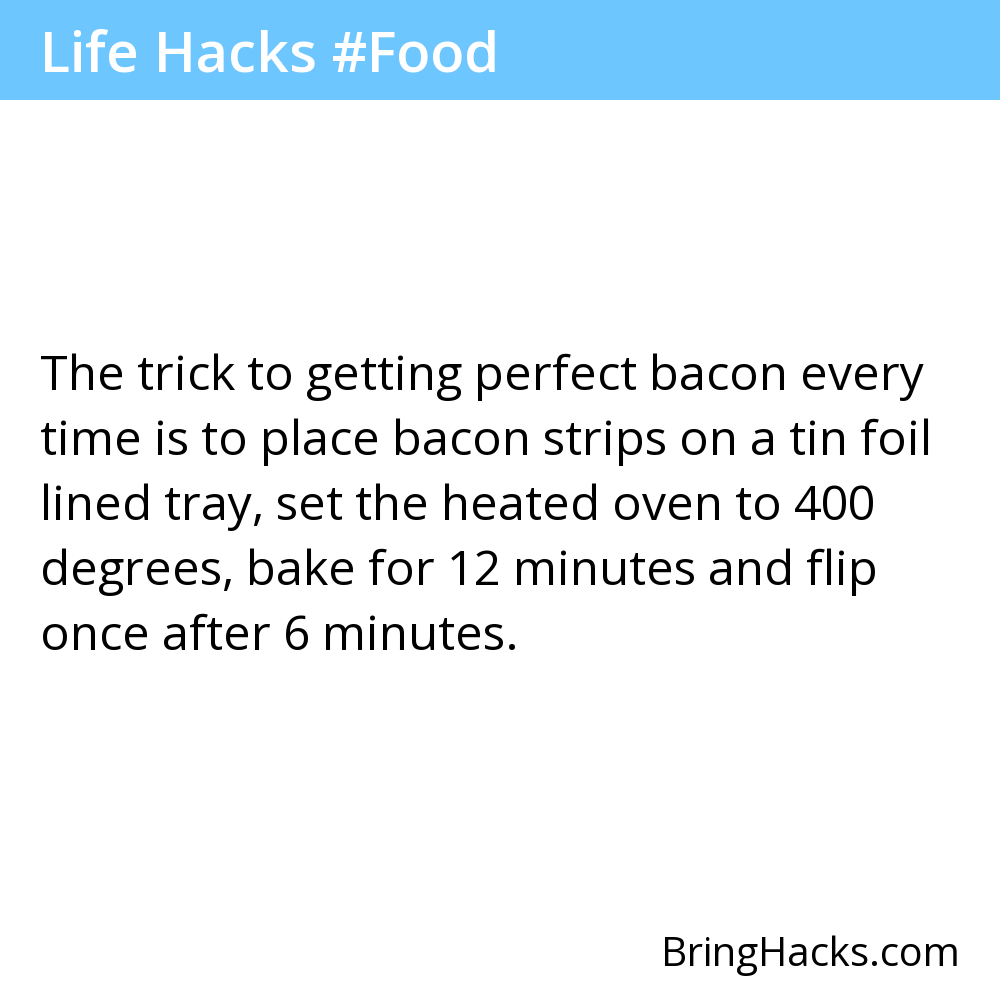 Life Hacks #Food
The trick to getting perfect bacon every
time is to place bacon strips on a tin foil
lined tray, set the heated oven to 400
degrees, bake for 12 minutes and flip
once after 6 minutes.
BringHacks.com